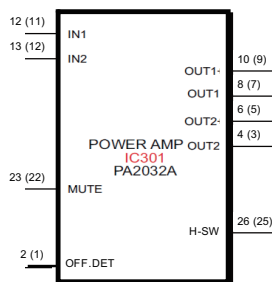 12 (11)
IN1
13 (12)
IN2
10 (9)
OUT1+
8 (7)
OUT1
6 (5)
OUT2+
4 (3)
OUT2
POWER AMP
IC301
PA2032A
23 (22)
MUTE
26 (25)
H-SW
2 (1)
OFF.DET